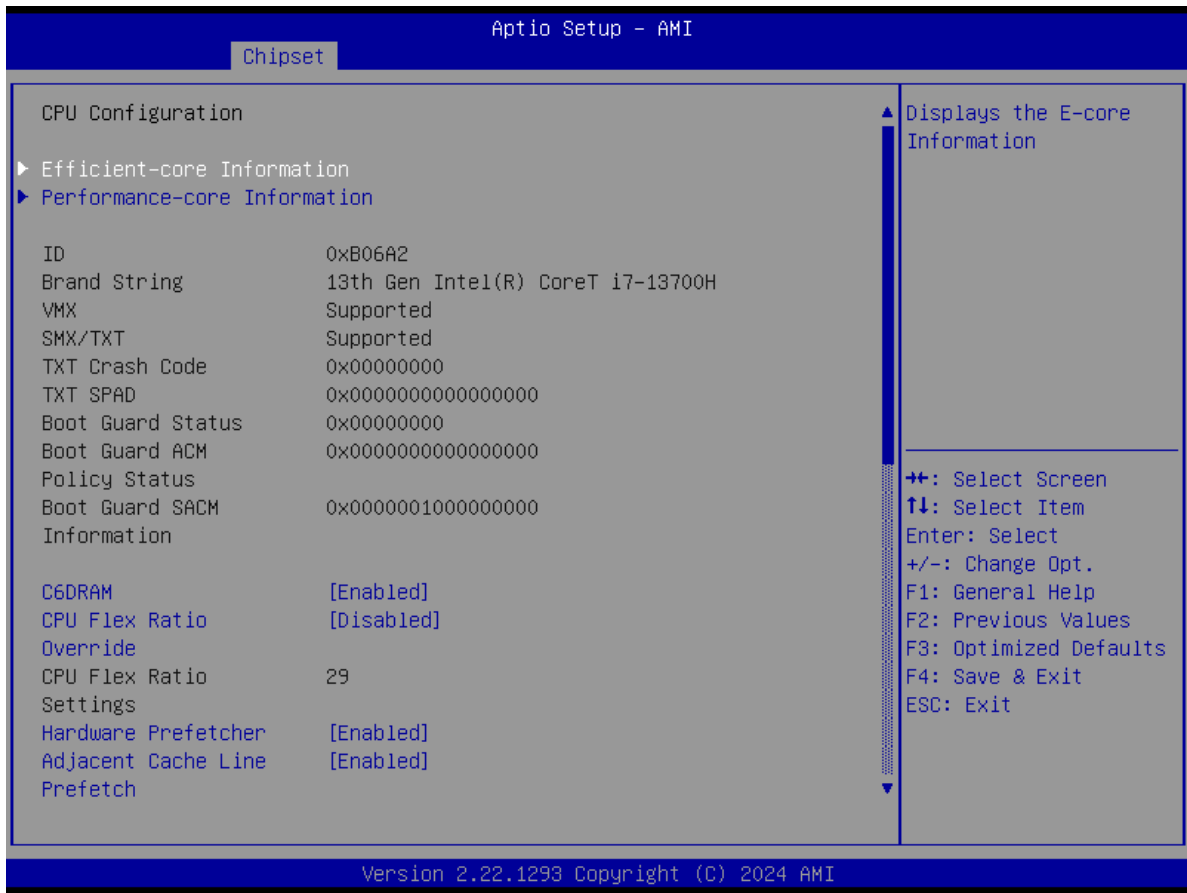 Aptio Setup - AMI
Chipset
CPU Configuration
Efficient-core Information
Performance-core Information
ID 0xB06A2
Brand String 13th Gen Intel(R) CoreT i7-13700H
VMX Supported
SMX/TXT Supported
TXT Crash Code 0x00000000
TXT SPAD 0x0000000000000000
Boot Guard Status 0x00000000
Boot Guard ACM 0x0000000000000000
Policy Status
Boot Guard SACM 0x0000001000000000
Information
C6DRAM [Enabled]
CPU Flex Ratio [Disabled]
Override
CPU Flex Ratio 29
Settings
Hardware Prefetcher [Enabled]
Adjacent Cache Line [Enabled]
Prefetch
Displays the E-core
Information
→←: Select Screen
↑↓: Select Item
Enter: Select
+/-: Change Opt.
F1: General Help
F2: Previous Values
F3: Optimized Defaults
F4: Save & Exit
ESC: Exit
Version 2.22.1293 Copyright (C) 2024 AMI